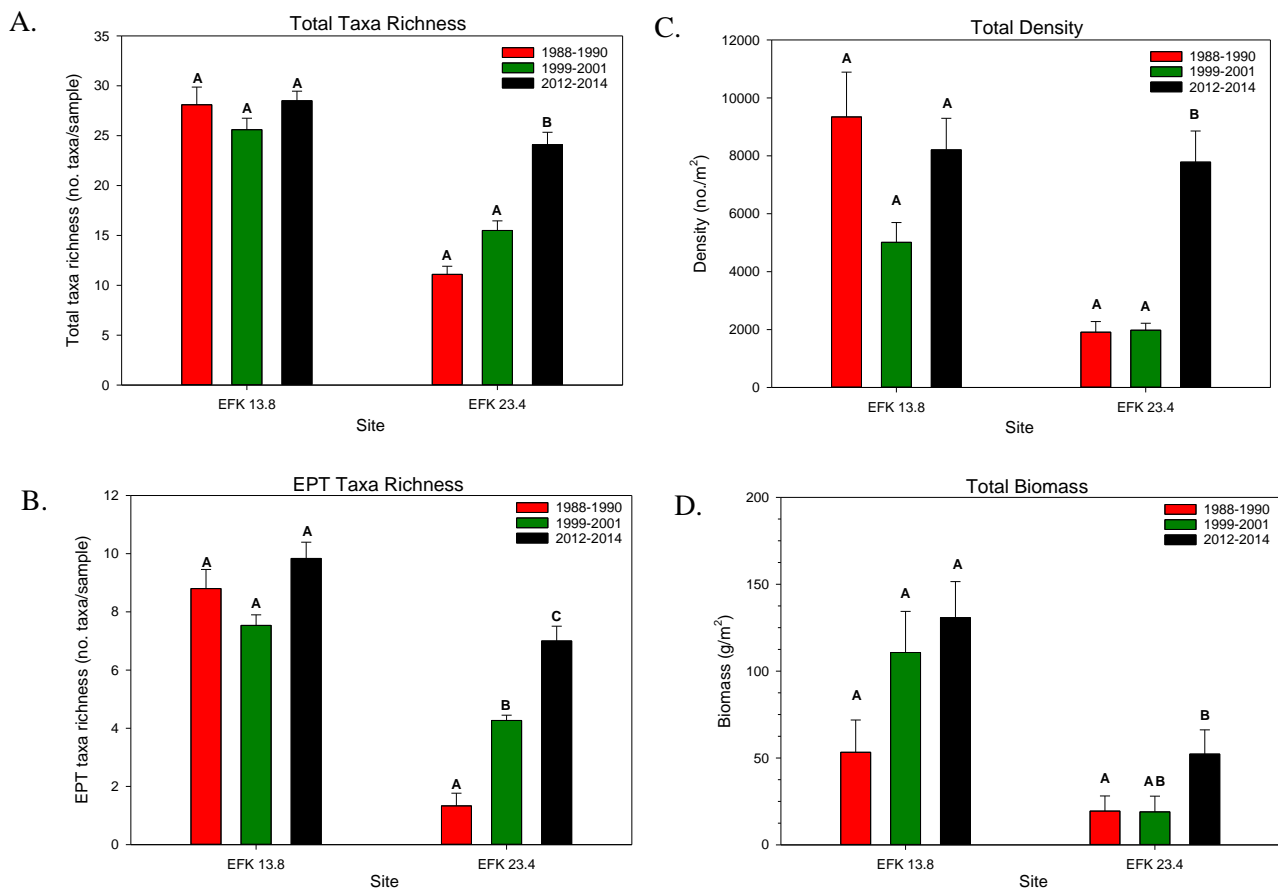 A.
Total Taxa Richness
35
30
25
20
15
10
5
0
Total taxa richness (no. taxa/sample)
1988-1990
1999-2001
2012-2014
A
A
A
A
A
B
EFK 13.8
EFK 23.4
Site
C.
Total Density
12000
10000
8000
6000
4000
2000
0
Density (no./m²)
1988-1990
1999-2001
2012-2014
A
A
A
A
A
B
EFK 13.8
EFK 23.4
Site
B.
EPT Taxa Richness
12
10
8
6
4
2
0
EPT taxa richness (no. taxa/sample)
1988-1990
1999-2001
2012-2014
A
A
A
A
B
C
EFK 13.8
EFK 23.4
Site
D.
Total Biomass
200
150
100
50
0
Biomass (g/m²)
1988-1990
1999-2001
2012-2014
A
A
A
A
A B
B
EFK 13.8
EFK 23.4
Site